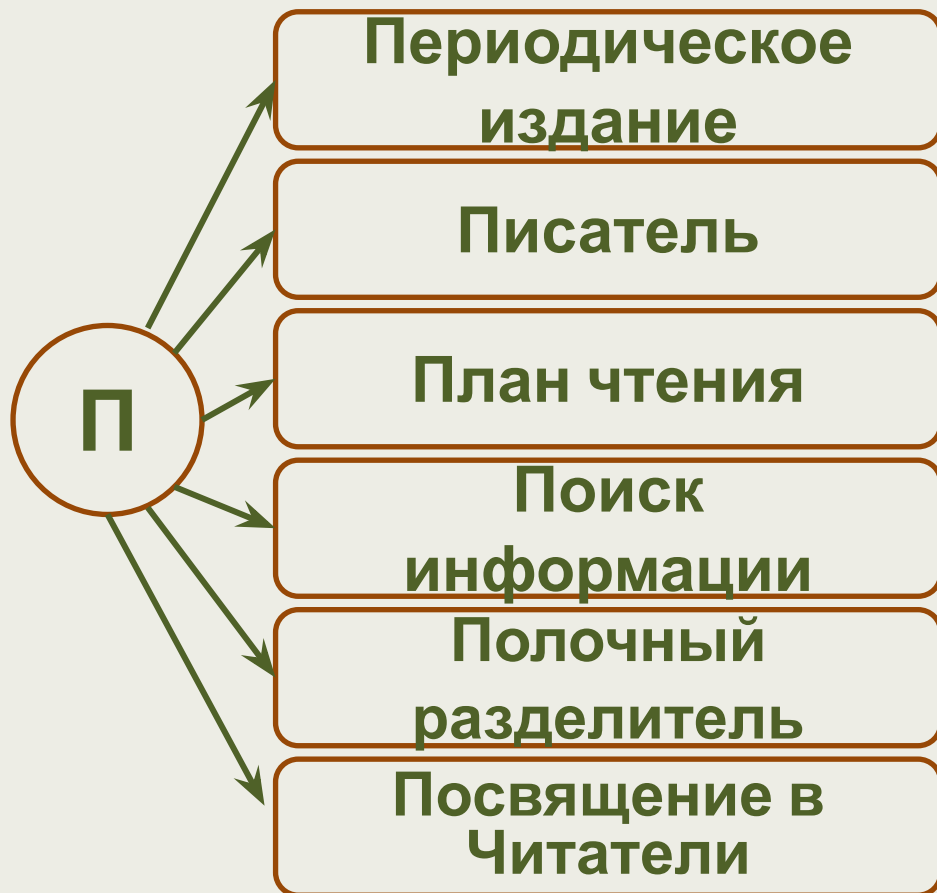 П
Периодическое
издание
Писатель
План чтения
Поиск
информации
Полочный
разделитель
Посвящение в
Читатели